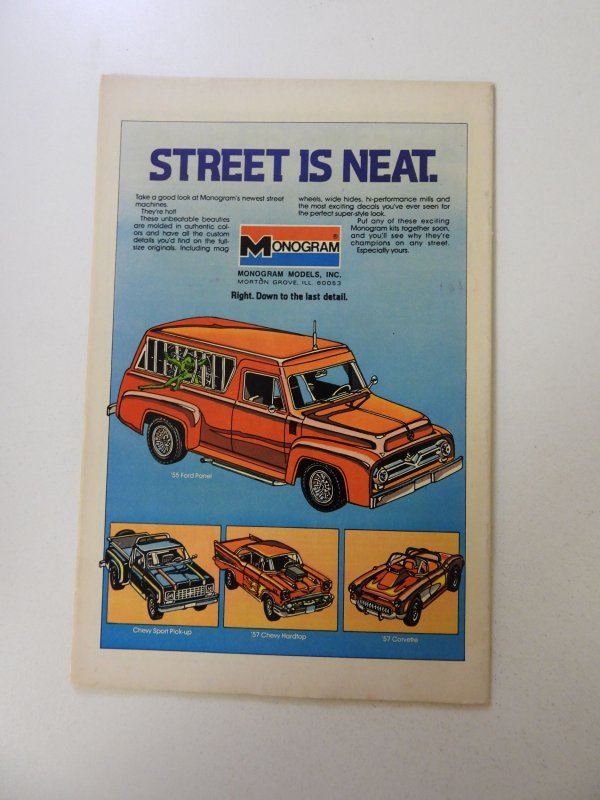 STREET IS NEAT.
Take a good look at Monogram's newest street
machines.
They're hot!
These unbeatable beauties
are molded in authentic col-
ors and have all the custom
details you'd find on the full-
size originals. Including mag
wheels, wide hides, hi-performance mills and
the most exciting decals you've ever seen for
the perfect super-style look.
Put any of these exciting
Monogram kits together soon,
and you'll see why they're
champions on any street.
Especially yours.
MONOGRAM®
MONOGRAM MODELS, INC.
MORTON GROVE, ILL. 60053
Right. Down to the last detail.
'55 Ford Panel
Chevy Sport Pick-up
'57 Chevy Hardtop
'57 Corvette